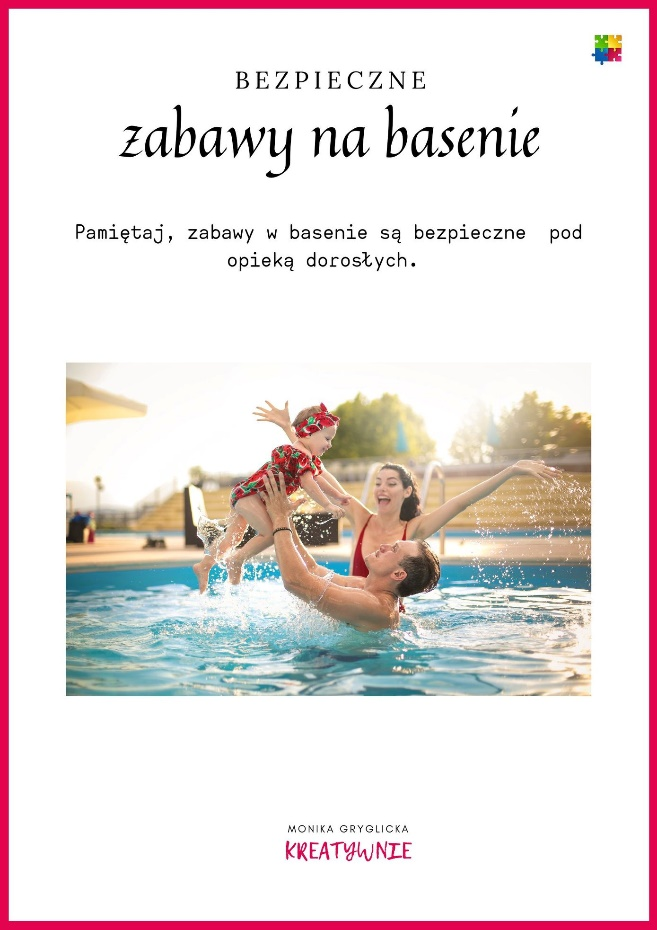 BEZPIECZNE
zabawy na basenie
Pamiętaj, zabawy w basenie są bezpieczne pod
opieką dorosłych.
MONIKA GRYGLICKA
KREATYWNIE